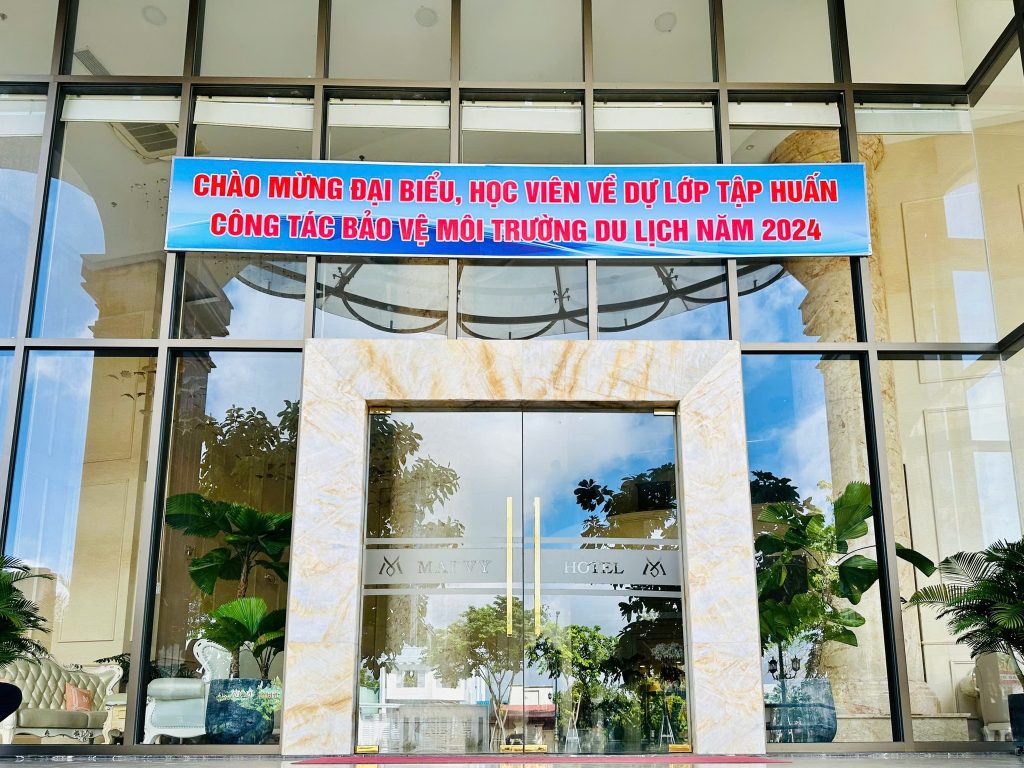 CHÀO MỪNG ĐẠI BIỂU, HỌC VIÊN VỀ DỰ LỚP TẬP HUẤN
CÔNG TÁC BẢO VỆ MÔI TRƯỜNG DU LỊCH NĂM 2024
MAI VY HOTEL